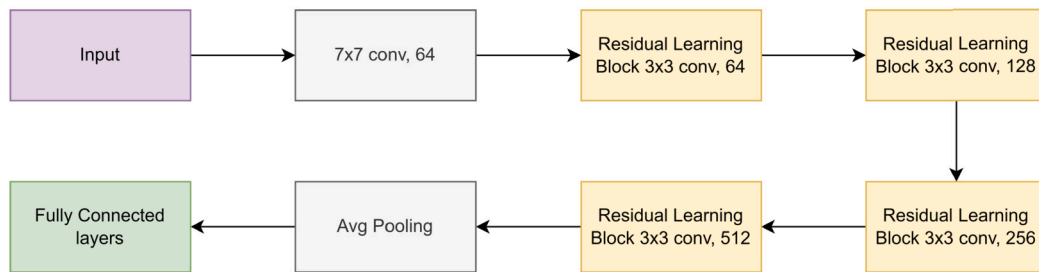 Input
7x7 conv, 64
Residual Learning
Block 3x3 conv, 64
Residual Learning
Block 3x3 conv, 128
Fully Connected
layers
Avg Pooling
Residual Learning
Block 3x3 conv, 512
Residual Learning
Block 3x3 conv, 256